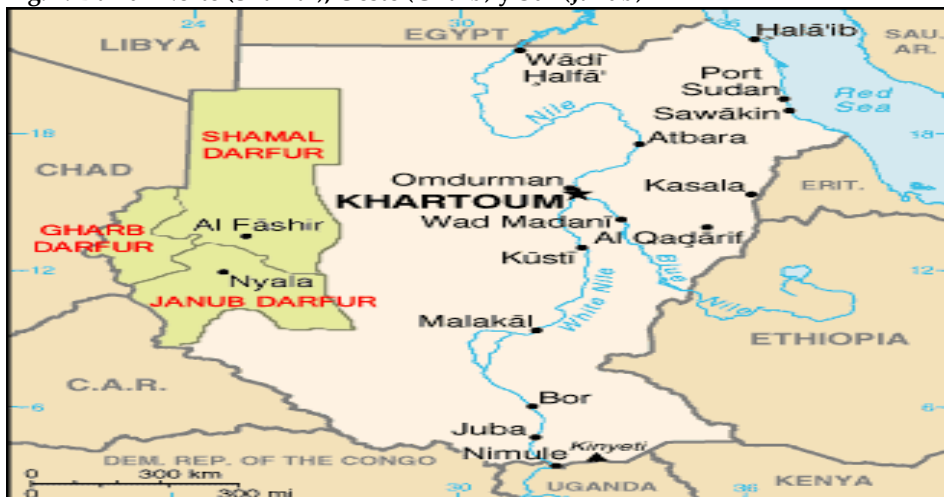 24
EGYPT
SAU.
AR.
LIBYA
Wādī
Ḩalfā'
Ḩalā'ib
Port
Sudan
Sawākin
Red
Sea
Nile
18
18
SHAMAL
DARFUR
Atbara
CHAD
Omdurman
KHARTOUM
Kasala
ERIT.
GHARB
DARFUR
Al Fāshir
Wad Madanī
Al Qaḑārif
Kūstī
12
12
Nyala
JANUB DARFUR
White Nile
Blue
Nile
Malakāl
ETHIOPIA
C.A.R.
6
6
Bor
Juba
Kinyeti
Nimule
DEM. REP. OF THE CONGO
0
300 km
0
300 mi
30
UGANDA
36
KENYA